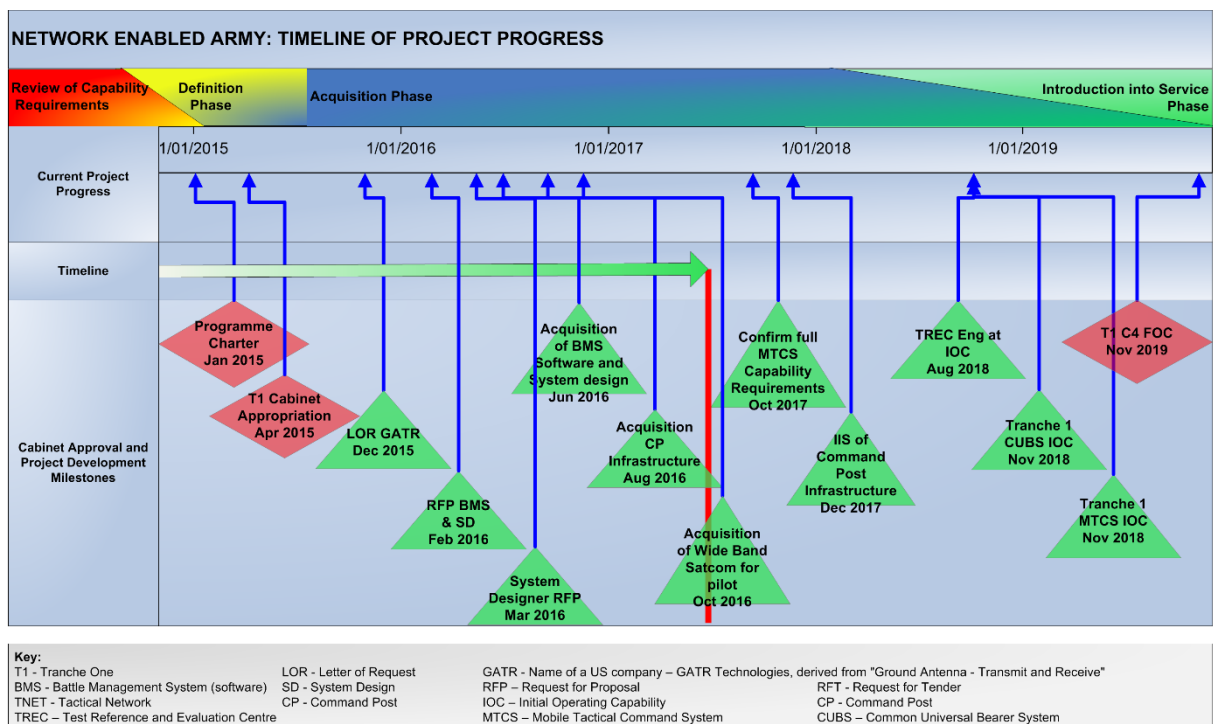 NETWORK ENABLED ARMY: TIMELINE OF PROJECT PROGRESS
Review of Capability
Requirements
Definition
Phase
Acquisition Phase
Introduction into Service
Phase
1/01/2015
1/01/2016
1/01/2017
1/01/2018
1/01/2019
Current Project
Progress
Timeline
Cabinet Approval and
Project Development
Milestones
Programme
Charter
Jan 2015
T1 Cabinet
Appropriation
Apr 2015
LOR GATR
Dec 2015
RFP BMS
& SD
Feb 2016
System
Designer RFP
Mar 2016
Acquisition
of BMS
Software and
System design
Jun 2016
Acquisition
CP
Infrastructure
Aug 2016
Acquisition
of Wide Band
Satcom for
pilot
Oct 2016
Confirm full
MTCS
Capability
Requirements
Oct 2017
IIS of
Command
Post
Infrastructure
Dec 2017
TREC Eng at
IOC
Aug 2018
Tranche 1
CUBS IOC
Nov 2018
Tranche 1
MTCS IOC
Nov 2018
T1 C4 FOC
Nov 2019
Key:
T1 - Tranche One
LOR - Letter of Request
GATR - Name of a US company – GATR Technologies, derived from "Ground Antenna - Transmit and Receive"
BMS - Battle Management System (software)
SD - System Design
RFP – Request for Proposal
RFT - Request for Tender
TNET - Tactical Network
CP - Command Post
IOC – Initial Operating Capability
CP - Command Post
TREC – Test Reference and Evaluation Centre
MTCS – Mobile Tactical Command System
CUBS – Common Universal Bearer System